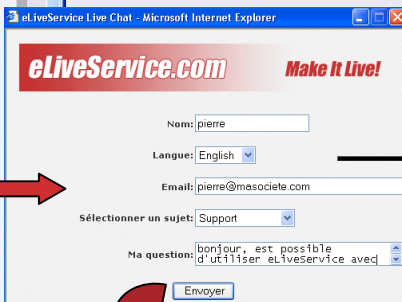 eLiveService Live Chat - Microsoft Internet Explorer
eLiveService.com Make It Live!
Nom: pierre
Langue: English
Email: pierre@masociete.com
Sélectionner un sujet: Support
Ma question: bonjour, est possible
d'utiliser eLiveService avec
Envoyer